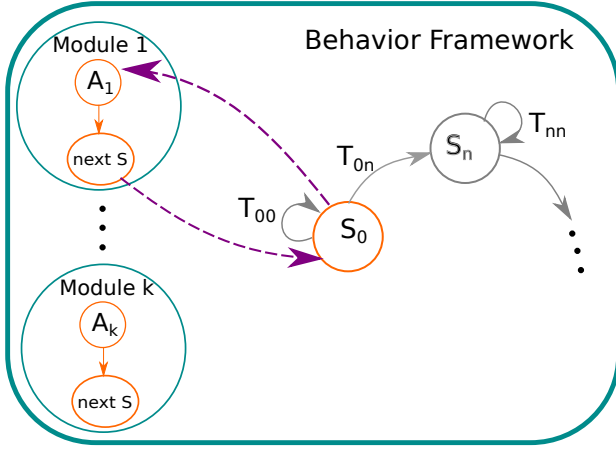 Behavior Framework
Module 1
A1
next S
T00
S0
T0n
Sn
Tnn
Module k
Ak
next S